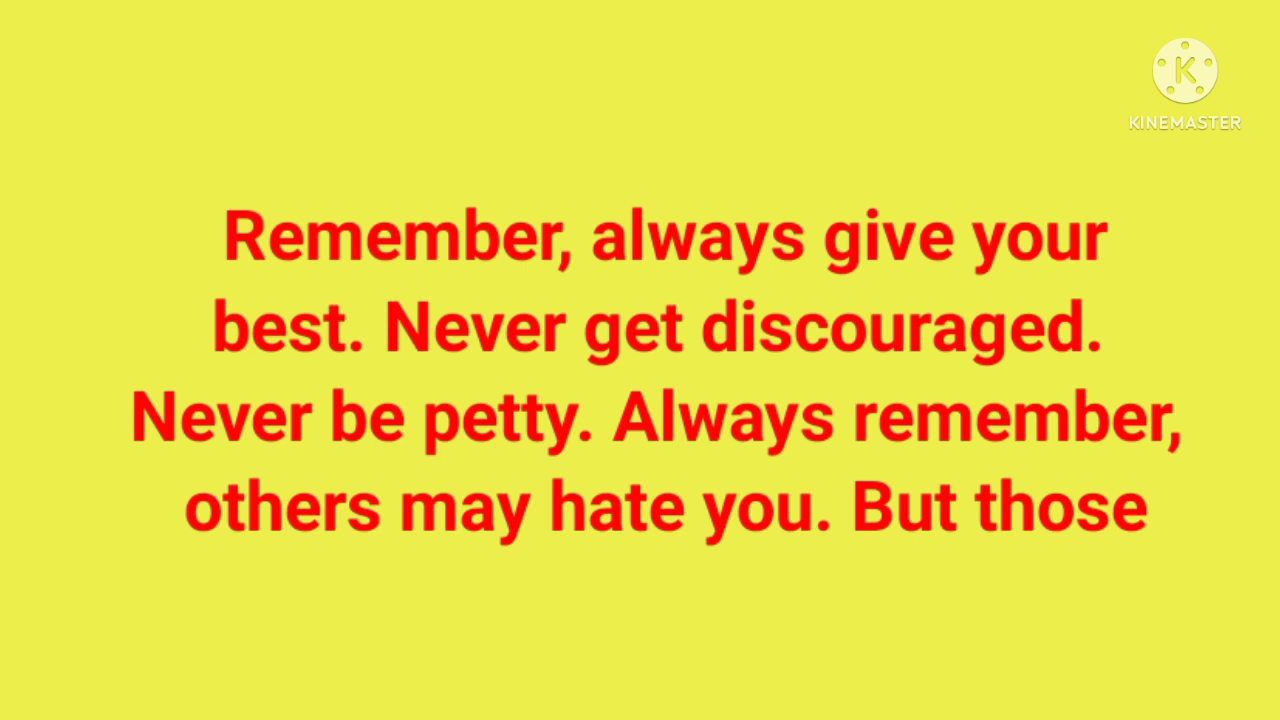 KINEMASTER
Remember, always give your
best. Never get discouraged.
Never be petty. Always remember,
others may hate you. But those